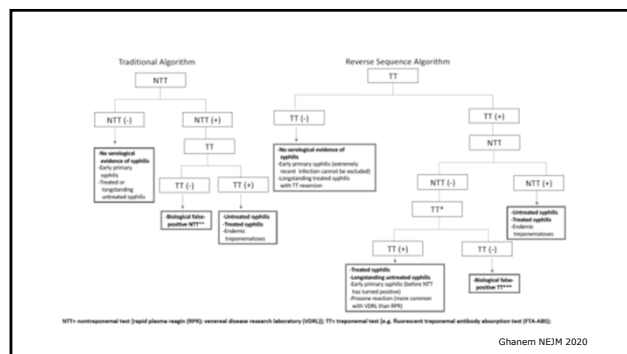 Traditional Algorithm
NTT
NTT (-)
NTT (+)
-No serological
evidence of syphilis
-Early primary
syphilis
-Treated or
longstanding
untreated syphilis
TT
TT (-)
TT (+)
-Biological false-
positive NTT**
-Untreated syphilis
-Treated syphilis
-Endemic
treponematoses
Reverse Sequence Algorithm
TT
TT (-)
TT (+)
-No serological evidence of
syphilis
-Early primary syphilis (extremely
recent infection cannot be excluded)
-Longstanding treated syphilis
with TT reversion
NTT
NTT (-)
NTT (+)
TT*
-Untreated syphilis
-Treated syphilis
-Endemic
treponematoses
TT (+)
TT (-)
-Treated syphilis
-Longstanding untreated syphilis
-Early primary syphilis (before NTT
has turned positive)
-Prozone reaction (more common
with VDRL than RPR)
-Biological false-
positive TT***
NTT= nontreponemal test [rapid plasma reagin (RPR); venereal disease research laboratory (VDRL)]; TT= treponemal test [e.g. fluorescent treponemal antibody absorption test (FTA-ABS);
Ghanem NEJM 2020